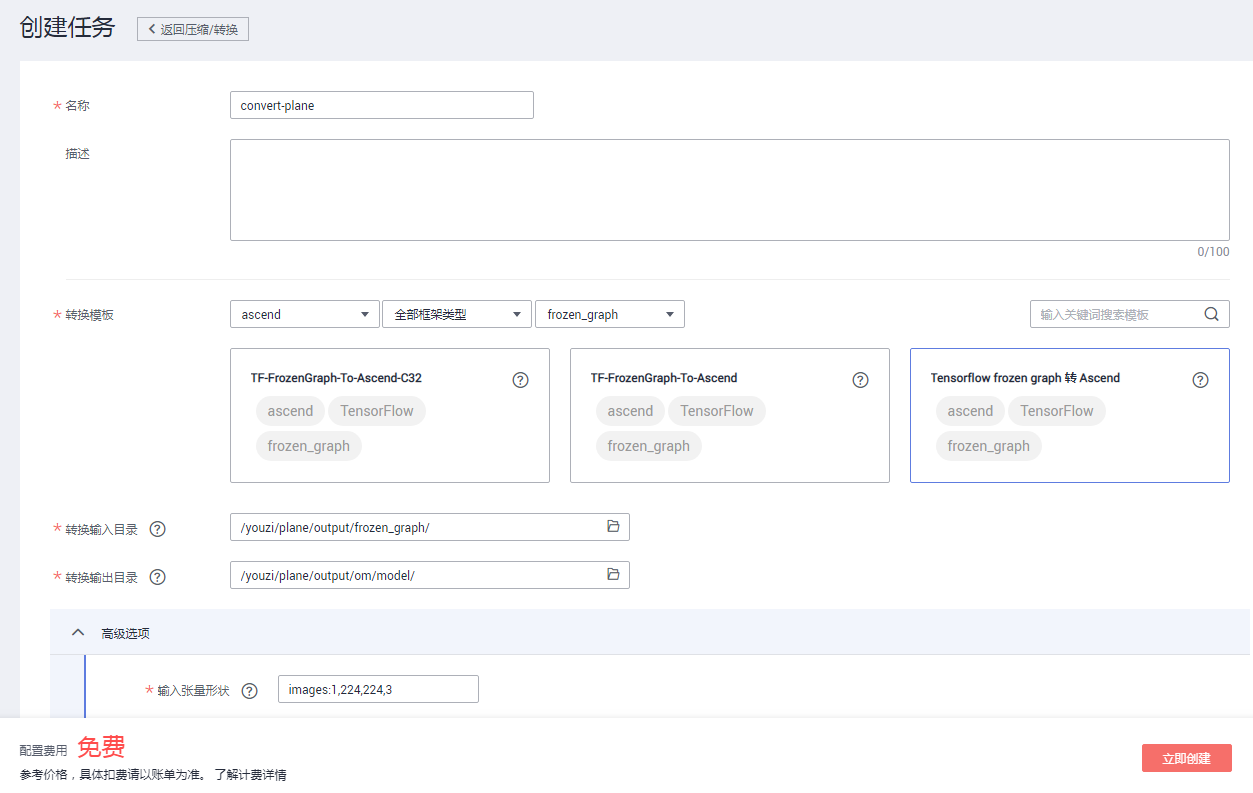 创建任务 返回压缩/转换
* 名称 convert-plane
描述
0/100
* 转换模板 ascend 全部框架类型 frozen_graph 输入关键词搜索模板
TF-FrozenGraph-To-Ascend-C32 TF-FrozenGraph-To-Ascend Tensorflow frozen graph 转 Ascend
ascend TensorFlow ascend TensorFlow ascend TensorFlow
frozen_graph frozen_graph frozen_graph
* 转换输入目录 /youzi/plane/output/frozen_graph/
* 转换输出目录 /youzi/plane/output/om/model/
高级选项
* 输入张量形状 images:1,224,224,3
配置费用 免费
参考价格，具体扣费请以账单为准。 了解计费详情
立即创建